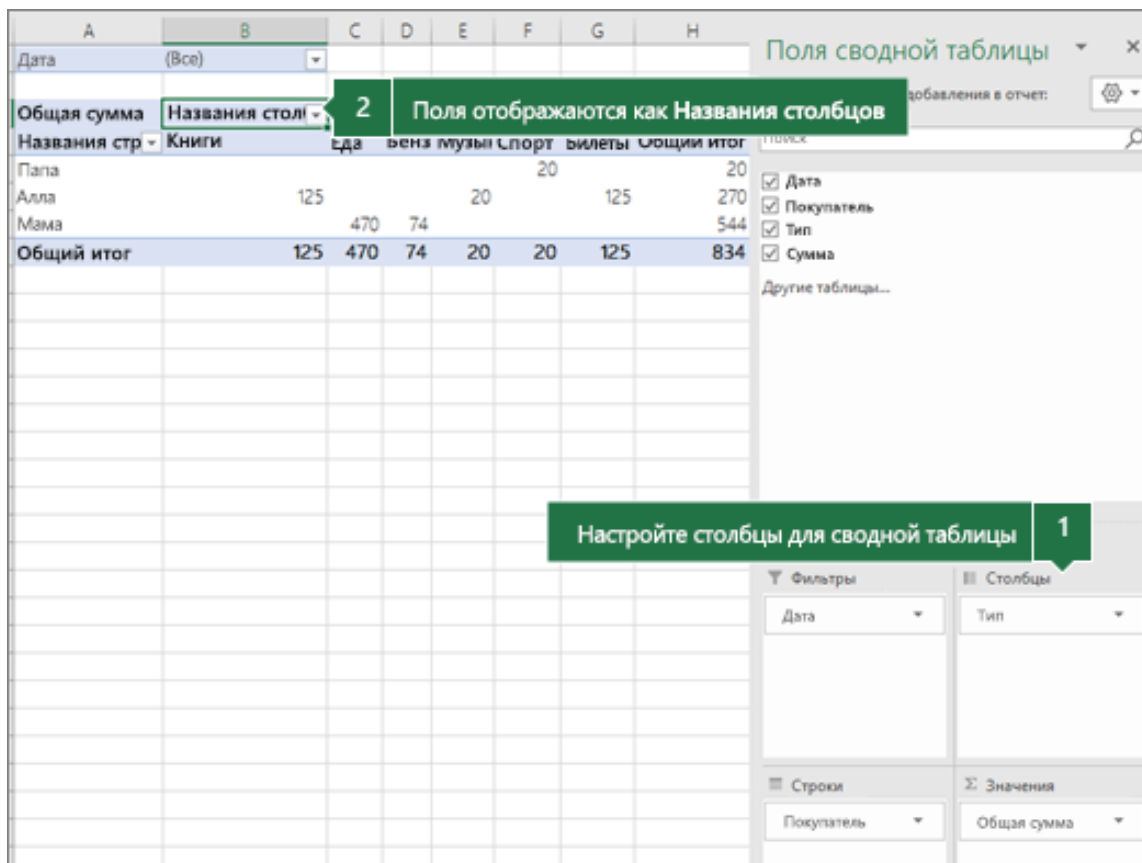 A B C D E F G H
Дата (Все)
Поля сводной таблицы
добавления в отчет:
2 Поля отображаются как Названия столбцов
Общая сумма Названия стол
Названия стр Книги Еда Бенз Музы Спорт Билеты Общий итог
Поиск
Папа 20 20
Алла 125 20 125 270
Мама 470 74 544
Общий итог 125 470 74 20 20 125 834
Дата
Покупатель
Тип
Сумма
Другие таблицы...
Настройте столбцы для сводной таблицы 1
Фильтры
Столбцы
Дата
Тип
Строки
Σ Значения
Покупатель
Общая сумма